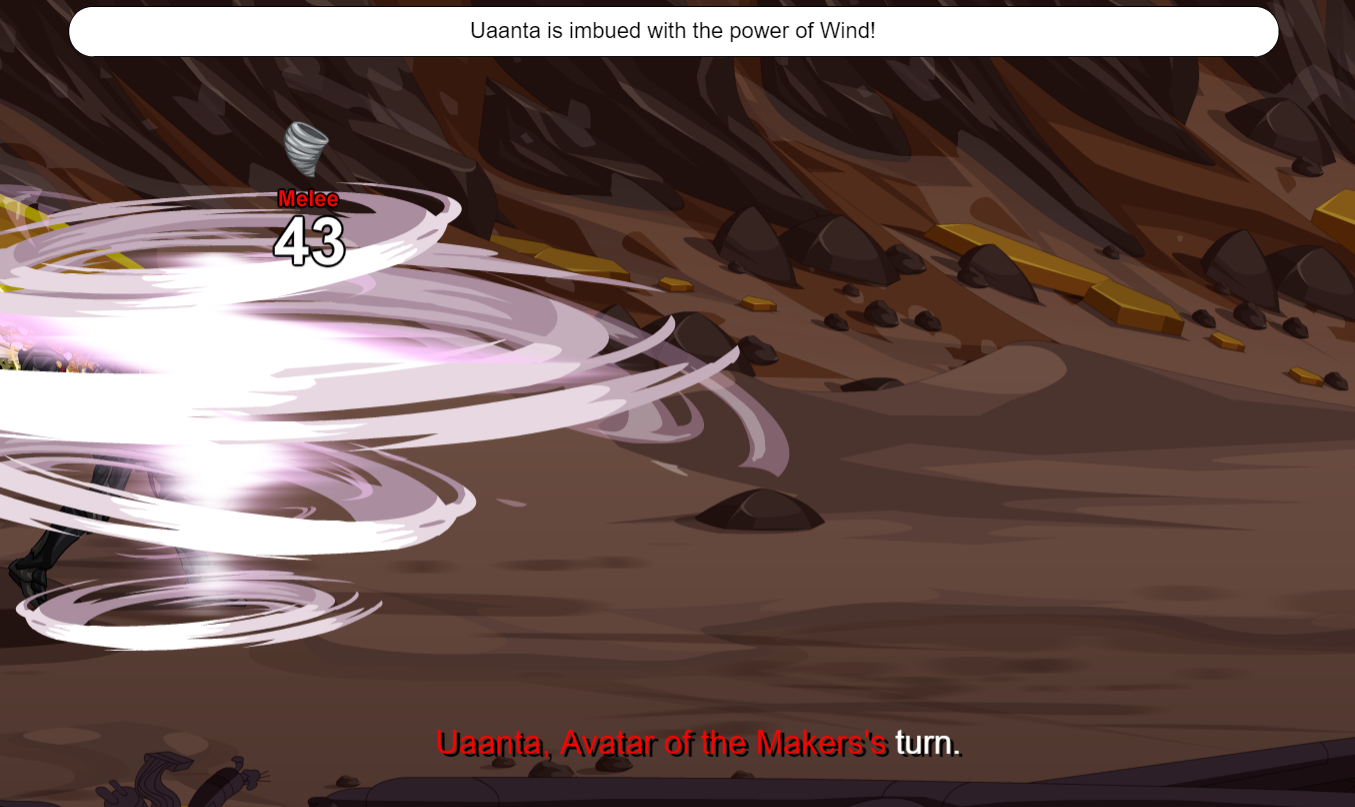 Uaanta is imbued with the power of Wind!
Melee
43
Uaanta, Avatar of the Makers's turn.